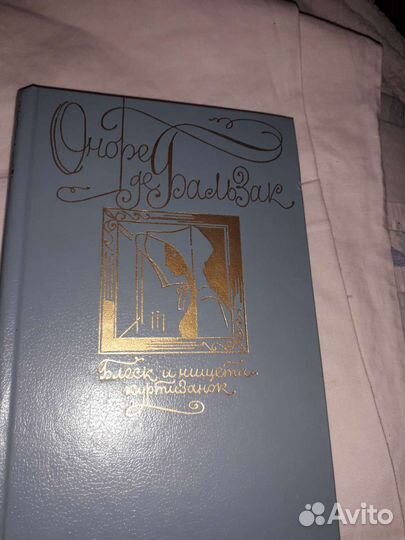 Оноре
де Бальзак
Блеск и нищета
куртизанок
Avito